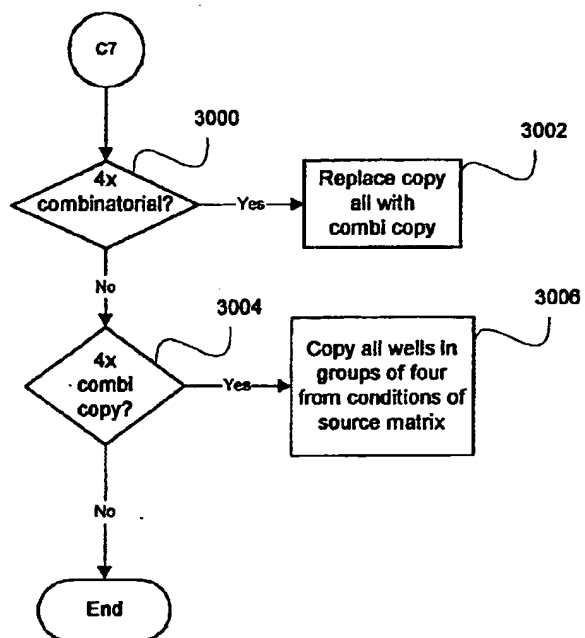 C7
3000
4x
combinatorial?
Yes
3002
Replace copy
all with
combi copy
No
3004
4x
combi
copy?
Yes
3006
Copy all wells in
groups of four
from conditions of
source matrix
No
End